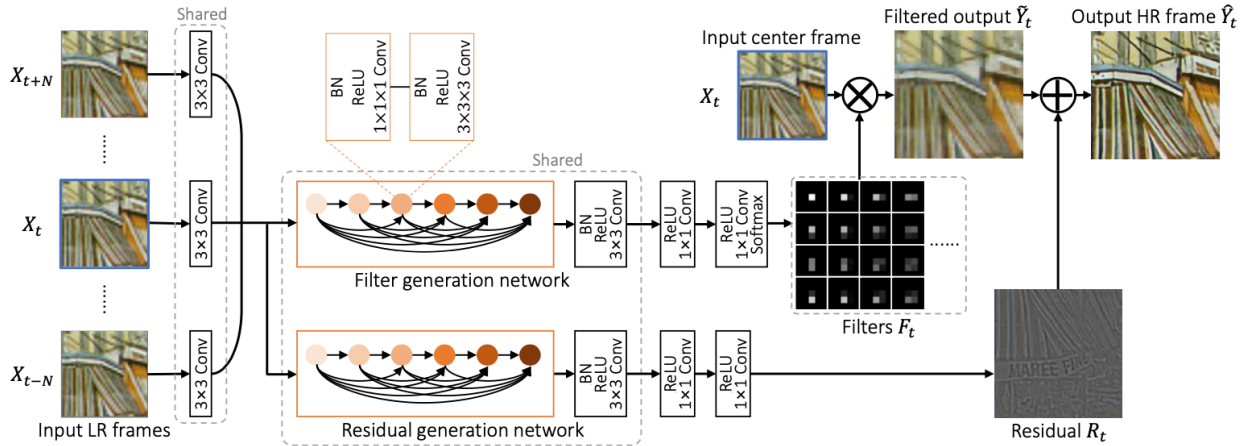 Shared
X_{t+N}
3×3 Conv
X_t
3×3 Conv
X_{t-N}
3×3 Conv
Input LR frames
BN
ReLU
1×1×1 Conv
BN
ReLU
3×3×3 Conv
Shared
Filter generation network
BN
ReLU
3×3 Conv
ReLU
1×1 Conv
ReLU
1×1 Conv
Softmax
Residual generation network
BN
ReLU
3×3 Conv
ReLU
1×1 Conv
ReLU
1×1 Conv
Input center frame
X_t
Filtered output Ỹ_t
Output HR frame Ŷ_t
......
Filters F_t
MAREE FINE
Residual R_t